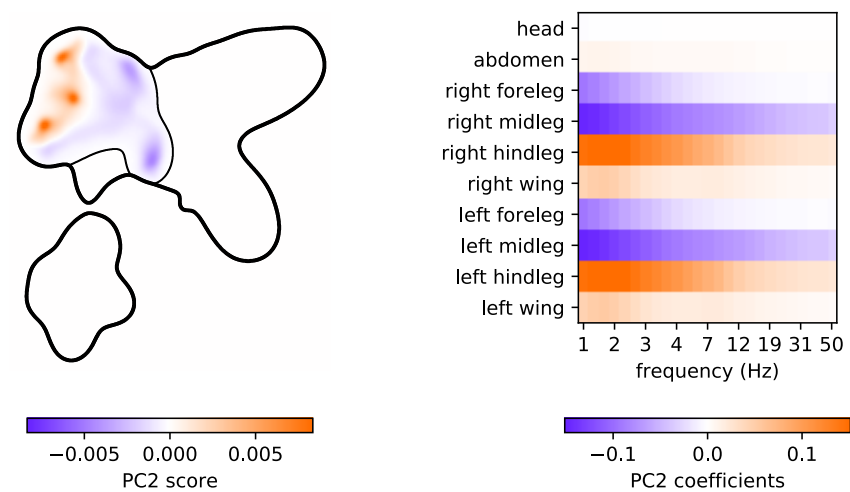 head
abdomen
right foreleg
right midleg
right hindleg
right wing
left foreleg
left midleg
left hindleg
left wing
1 2 3 4 7 12 19 31 50
frequency (Hz)
−0.005 0.000 0.005
PC2 score
−0.1 0.0 0.1
PC2 coefficients